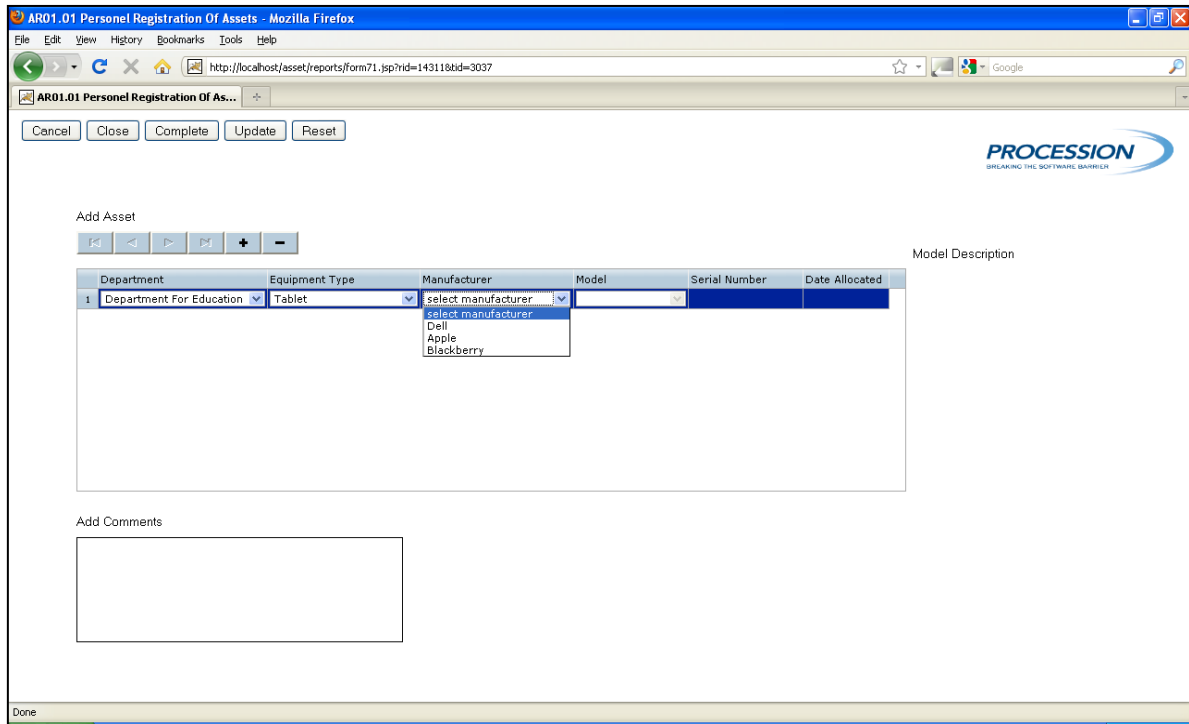 AR01.01 Personel Registration Of Assets - Mozilla Firefox
File Edit View History Bookmarks Tools Help
http://localhost/asset/reports/form71.jsp?rid=14311&tid=3037
Google
AR01.01 Personel Registration Of As...
Cancel Close Complete Update Reset
PROCESSION
BREAKING THE SOFTWARE BARRIER
Add Asset
Model Description
Department Equipment Type Manufacturer Model Serial Number Date Allocated
1 Department For Education Tablet select manufacturer
select manufacturer
Dell
Apple
Blackberry
Add Comments
Done